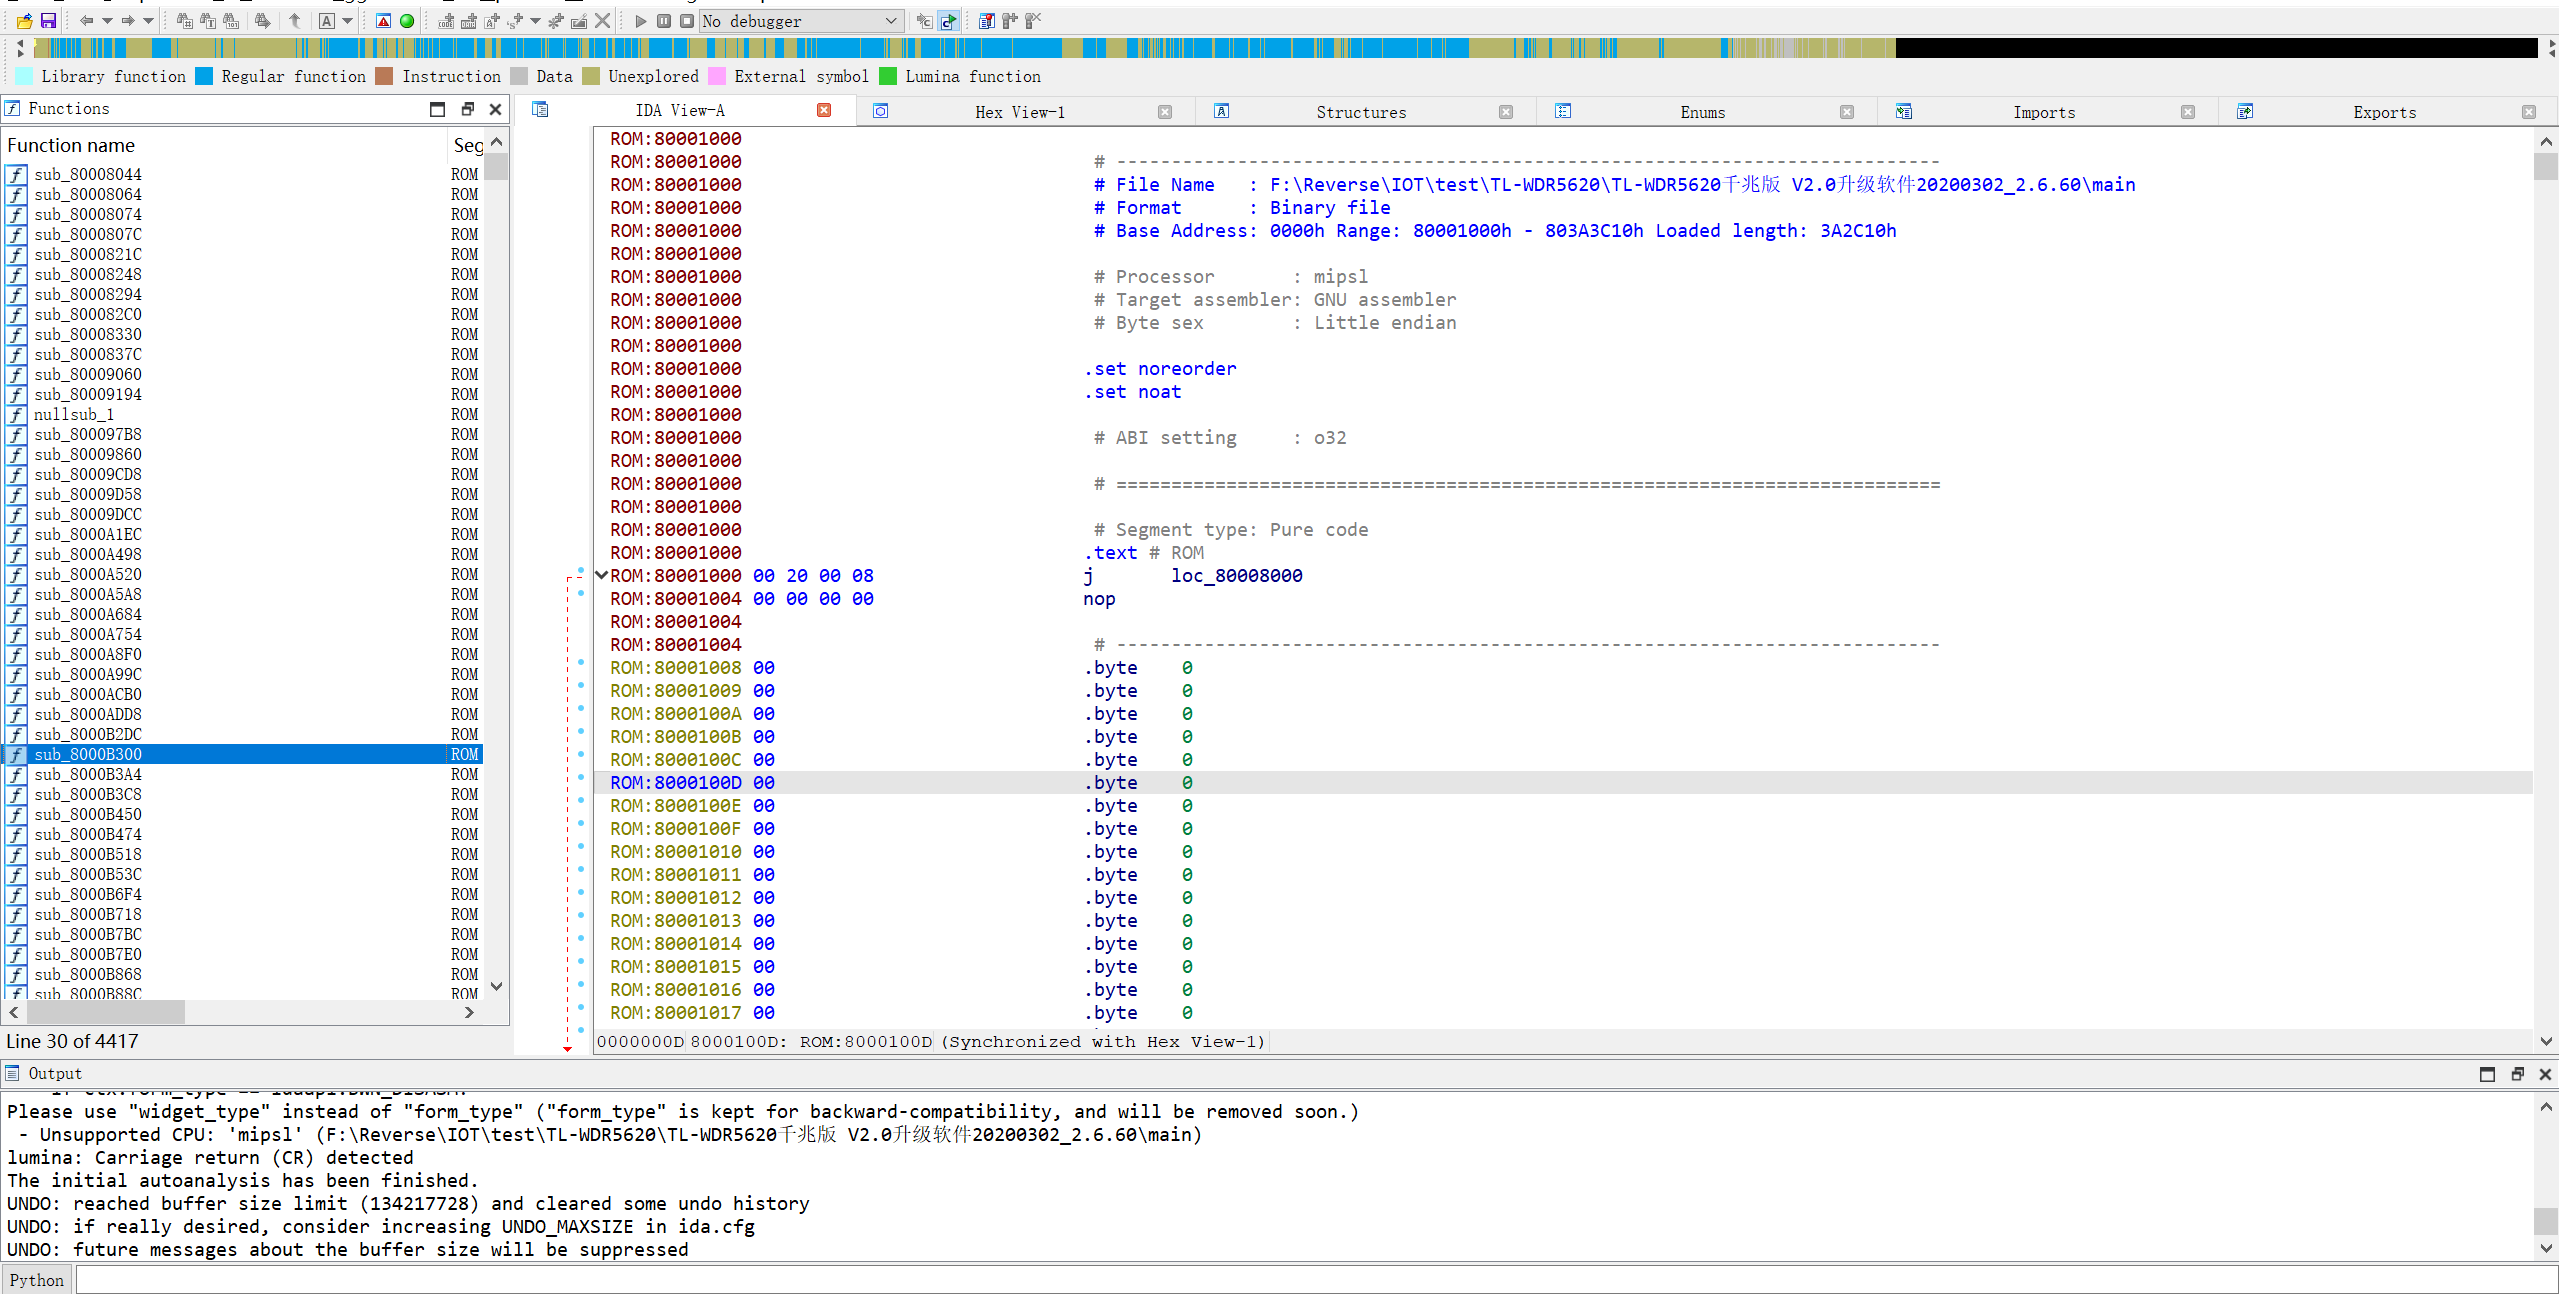 No debugger
Library function Regular function Instruction Data Unexplored External symbol Lumina function
Functions
Function name Seg
sub_80008044 ROM
sub_80008064 ROM
sub_80008074 ROM
sub_8000807C ROM
sub_8000821C ROM
sub_80008248 ROM
sub_80008294 ROM
sub_800082C0 ROM
sub_80008330 ROM
sub_8000837C ROM
sub_80009060 ROM
sub_80009194 ROM
nullsub_1 ROM
sub_800097B8 ROM
sub_80009860 ROM
sub_80009CD8 ROM
sub_80009D58 ROM
sub_80009DCC ROM
sub_8000A1EC ROM
sub_8000A498 ROM
sub_8000A520 ROM
sub_8000A5A8 ROM
sub_8000A684 ROM
sub_8000A754 ROM
sub_8000A8F0 ROM
sub_8000A99C ROM
sub_8000ACB0 ROM
sub_8000ADD8 ROM
sub_8000B2DC ROM
sub_8000B300 ROM
sub_8000B3A4 ROM
sub_8000B3C8 ROM
sub_8000B450 ROM
sub_8000B474 ROM
sub_8000B518 ROM
sub_8000B53C ROM
sub_8000B6F4 ROM
sub_8000B718 ROM
sub_8000B7BC ROM
sub_8000B7E0 ROM
sub_8000B868 ROM
sub_8000B88C ROM
Line 30 of 4417
IDA View-A Hex View-1 Structures Enums Imports Exports
ROM:80001000
ROM:80001000 # ---------------------------------------------------------------------------
ROM:80001000 # File Name   : F:\Reverse\IOT\test\TL-WDR5620\TL-WDR5620千兆版 V2.0升级软件20200302_2.6.60\main
ROM:80001000 # Format      : Binary file
ROM:80001000 # Base Address: 0000h Range: 80001000h - 803A3C10h Loaded length: 3A2C10h
ROM:80001000
ROM:80001000 # Processor       : mipsl
ROM:80001000 # Target assembler: GNU assembler
ROM:80001000 # Byte sex        : Little endian
ROM:80001000
ROM:80001000 .set noreorder
ROM:80001000 .set noat
ROM:80001000
ROM:80001000 # ABI setting     : o32
ROM:80001000
ROM:80001000 # ===========================================================================
ROM:80001000
ROM:80001000 # Segment type: Pure code
ROM:80001000 .text # ROM
ROM:80001000 00 20 00 08 j loc_80008000
ROM:80001004 00 00 00 00 nop
ROM:80001004
ROM:80001004 # ---------------------------------------------------------------------------
ROM:80001008 00 .byte 0
ROM:80001009 00 .byte 0
ROM:8000100A 00 .byte 0
ROM:8000100B 00 .byte 0
ROM:8000100C 00 .byte 0
ROM:8000100D 00 .byte 0
ROM:8000100E 00 .byte 0
ROM:8000100F 00 .byte 0
ROM:80001010 00 .byte 0
ROM:80001011 00 .byte 0
ROM:80001012 00 .byte 0
ROM:80001013 00 .byte 0
ROM:80001014 00 .byte 0
ROM:80001015 00 .byte 0
ROM:80001016 00 .byte 0
ROM:80001017 00 .byte 0
0000000D 8000100D: ROM:8000100D (Synchronized with Hex View-1)
Output
if ctx.form_type == idaapi.BWN_DISASM:
Please use "widget_type" instead of "form_type" ("form_type" is kept for backward-compatibility, and will be removed soon.)
- Unsupported CPU: 'mipsl' (F:\Reverse\IOT\test\TL-WDR5620\TL-WDR5620千兆版 V2.0升级软件20200302_2.6.60\main)
lumina: Carriage return (CR) detected
The initial autoanalysis has been finished.
UNDO: reached buffer size limit (134217728) and cleared some undo history
UNDO: if really desired, consider increasing UNDO_MAXSIZE in ida.cfg
UNDO: future messages about the buffer size will be suppressed
Python